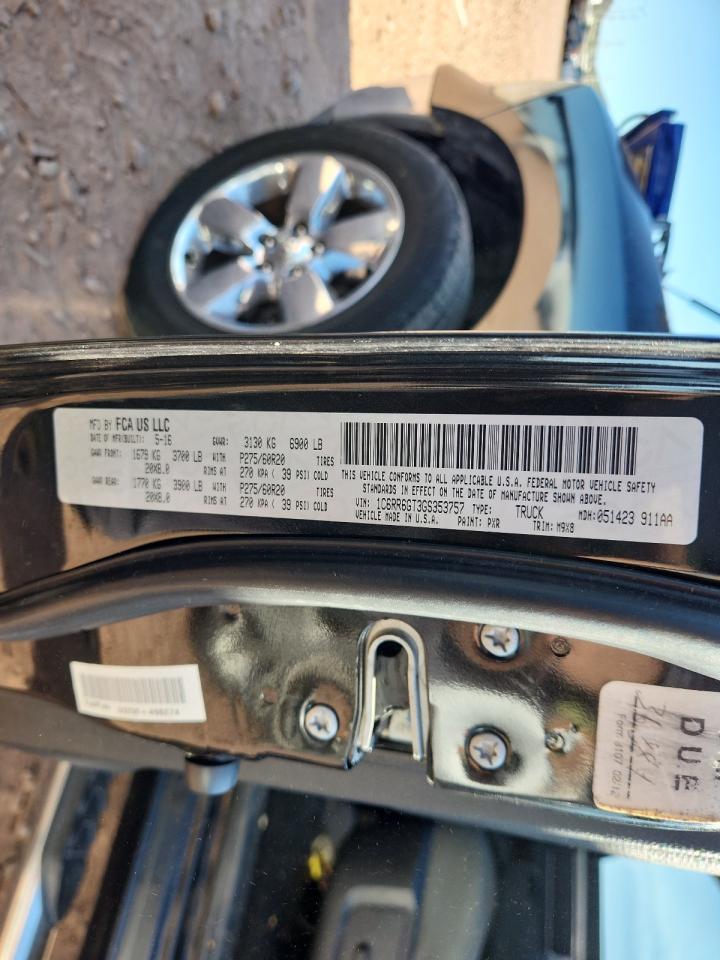 MFD BY FCA US LLC
DATE OF MFR(BUILT): 5-16 GVWR: 3130 KG 6900 LB
GAWR FRONT: 1679 KG 3700 LB WITH P275/60R20 TIRES
20X8.0 RIMS AT 270 KPA ( 39 PSI) COLD
GAWR REAR: 1770 KG 3900 LB WITH P275/60R20 TIRES
20X8.0 RIMS AT 270 KPA ( 39 PSI) COLD
THIS VEHICLE CONFORMS TO ALL APPLICABLE U.S.A. FEDERAL MOTOR VEHICLE SAFETY
STANDARDS IN EFFECT ON THE DATE OF MANUFACTURE SHOWN ABOVE.
VIN: 1C6RR6GT3GS353757 TYPE: TRUCK MDH:051423 911AA
MADE IN U.S.A. PAINT: PXR TRIM: M9X8
DUE
Form 8107 02/12